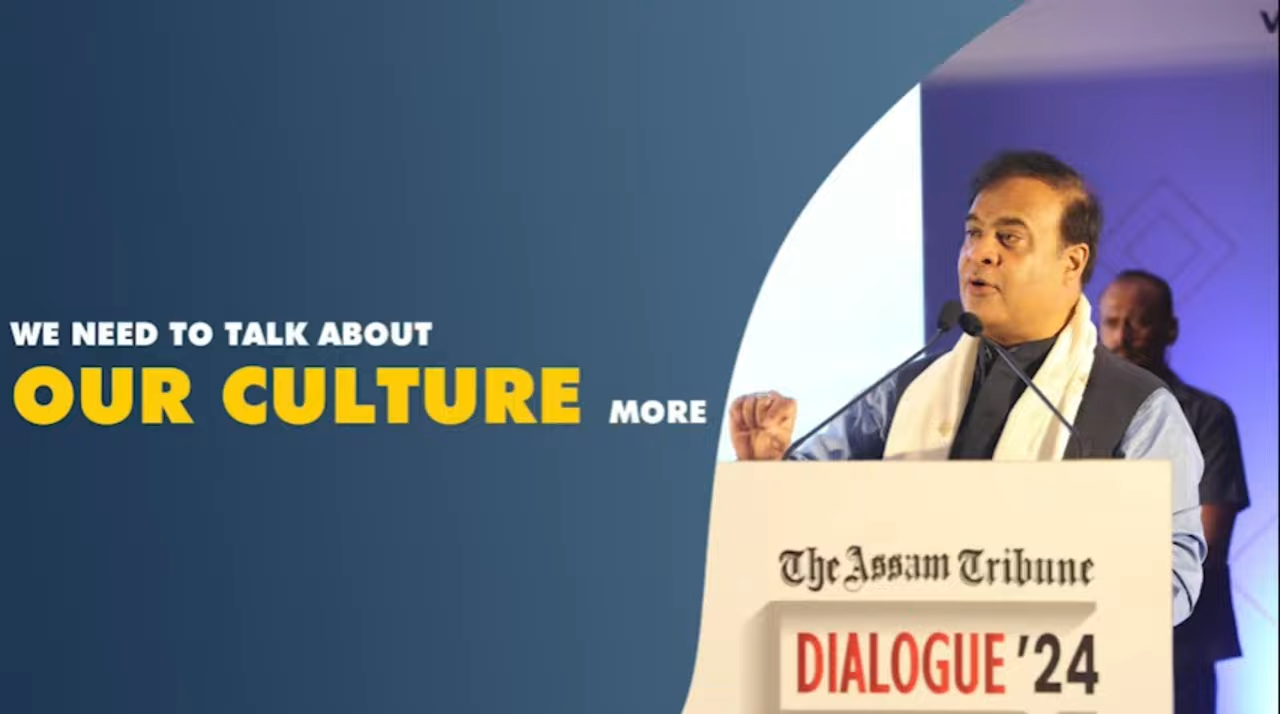 WE NEED TO TALK ABOUT
OUR CULTURE MORE
The Assam Tribune
DIALOGUE '24